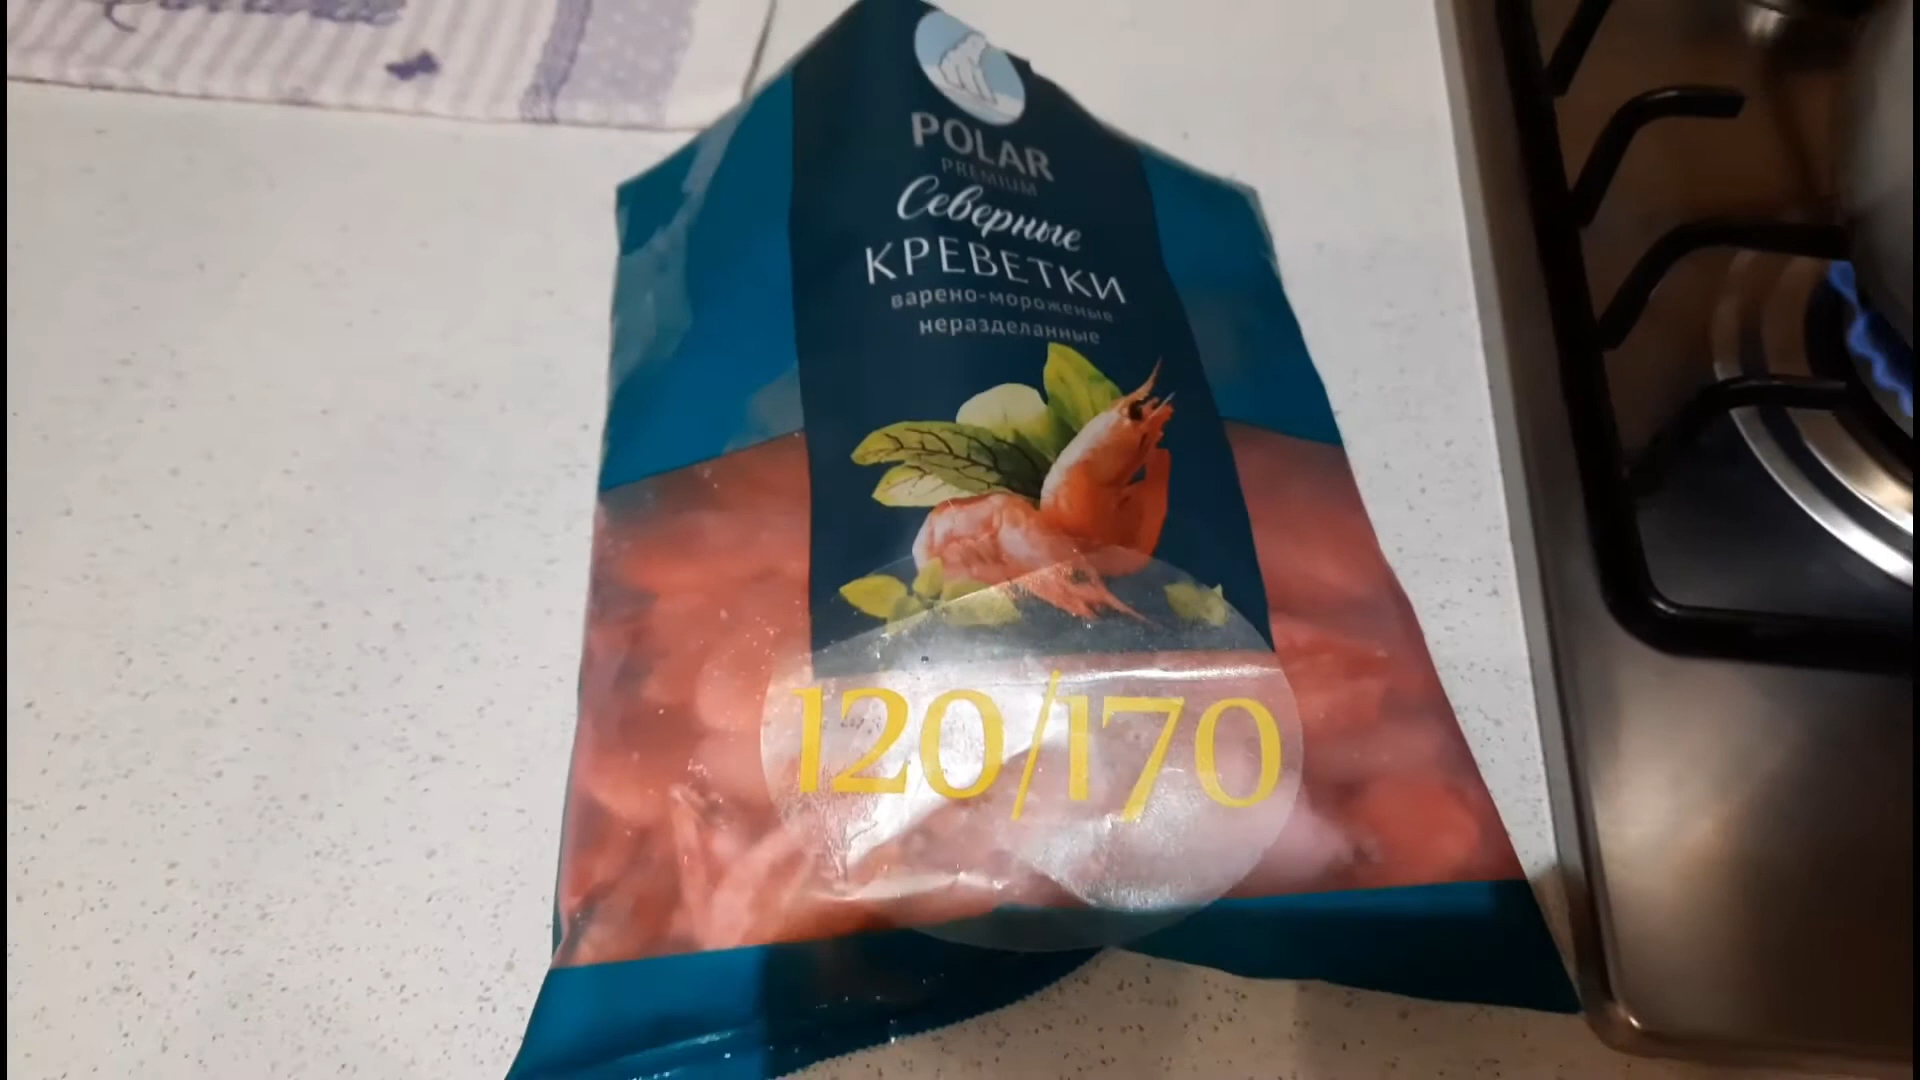 POLAR
PREMIUM
Северные
КРЕВЕТКИ
варено-мороженые
неразделанные
120/170